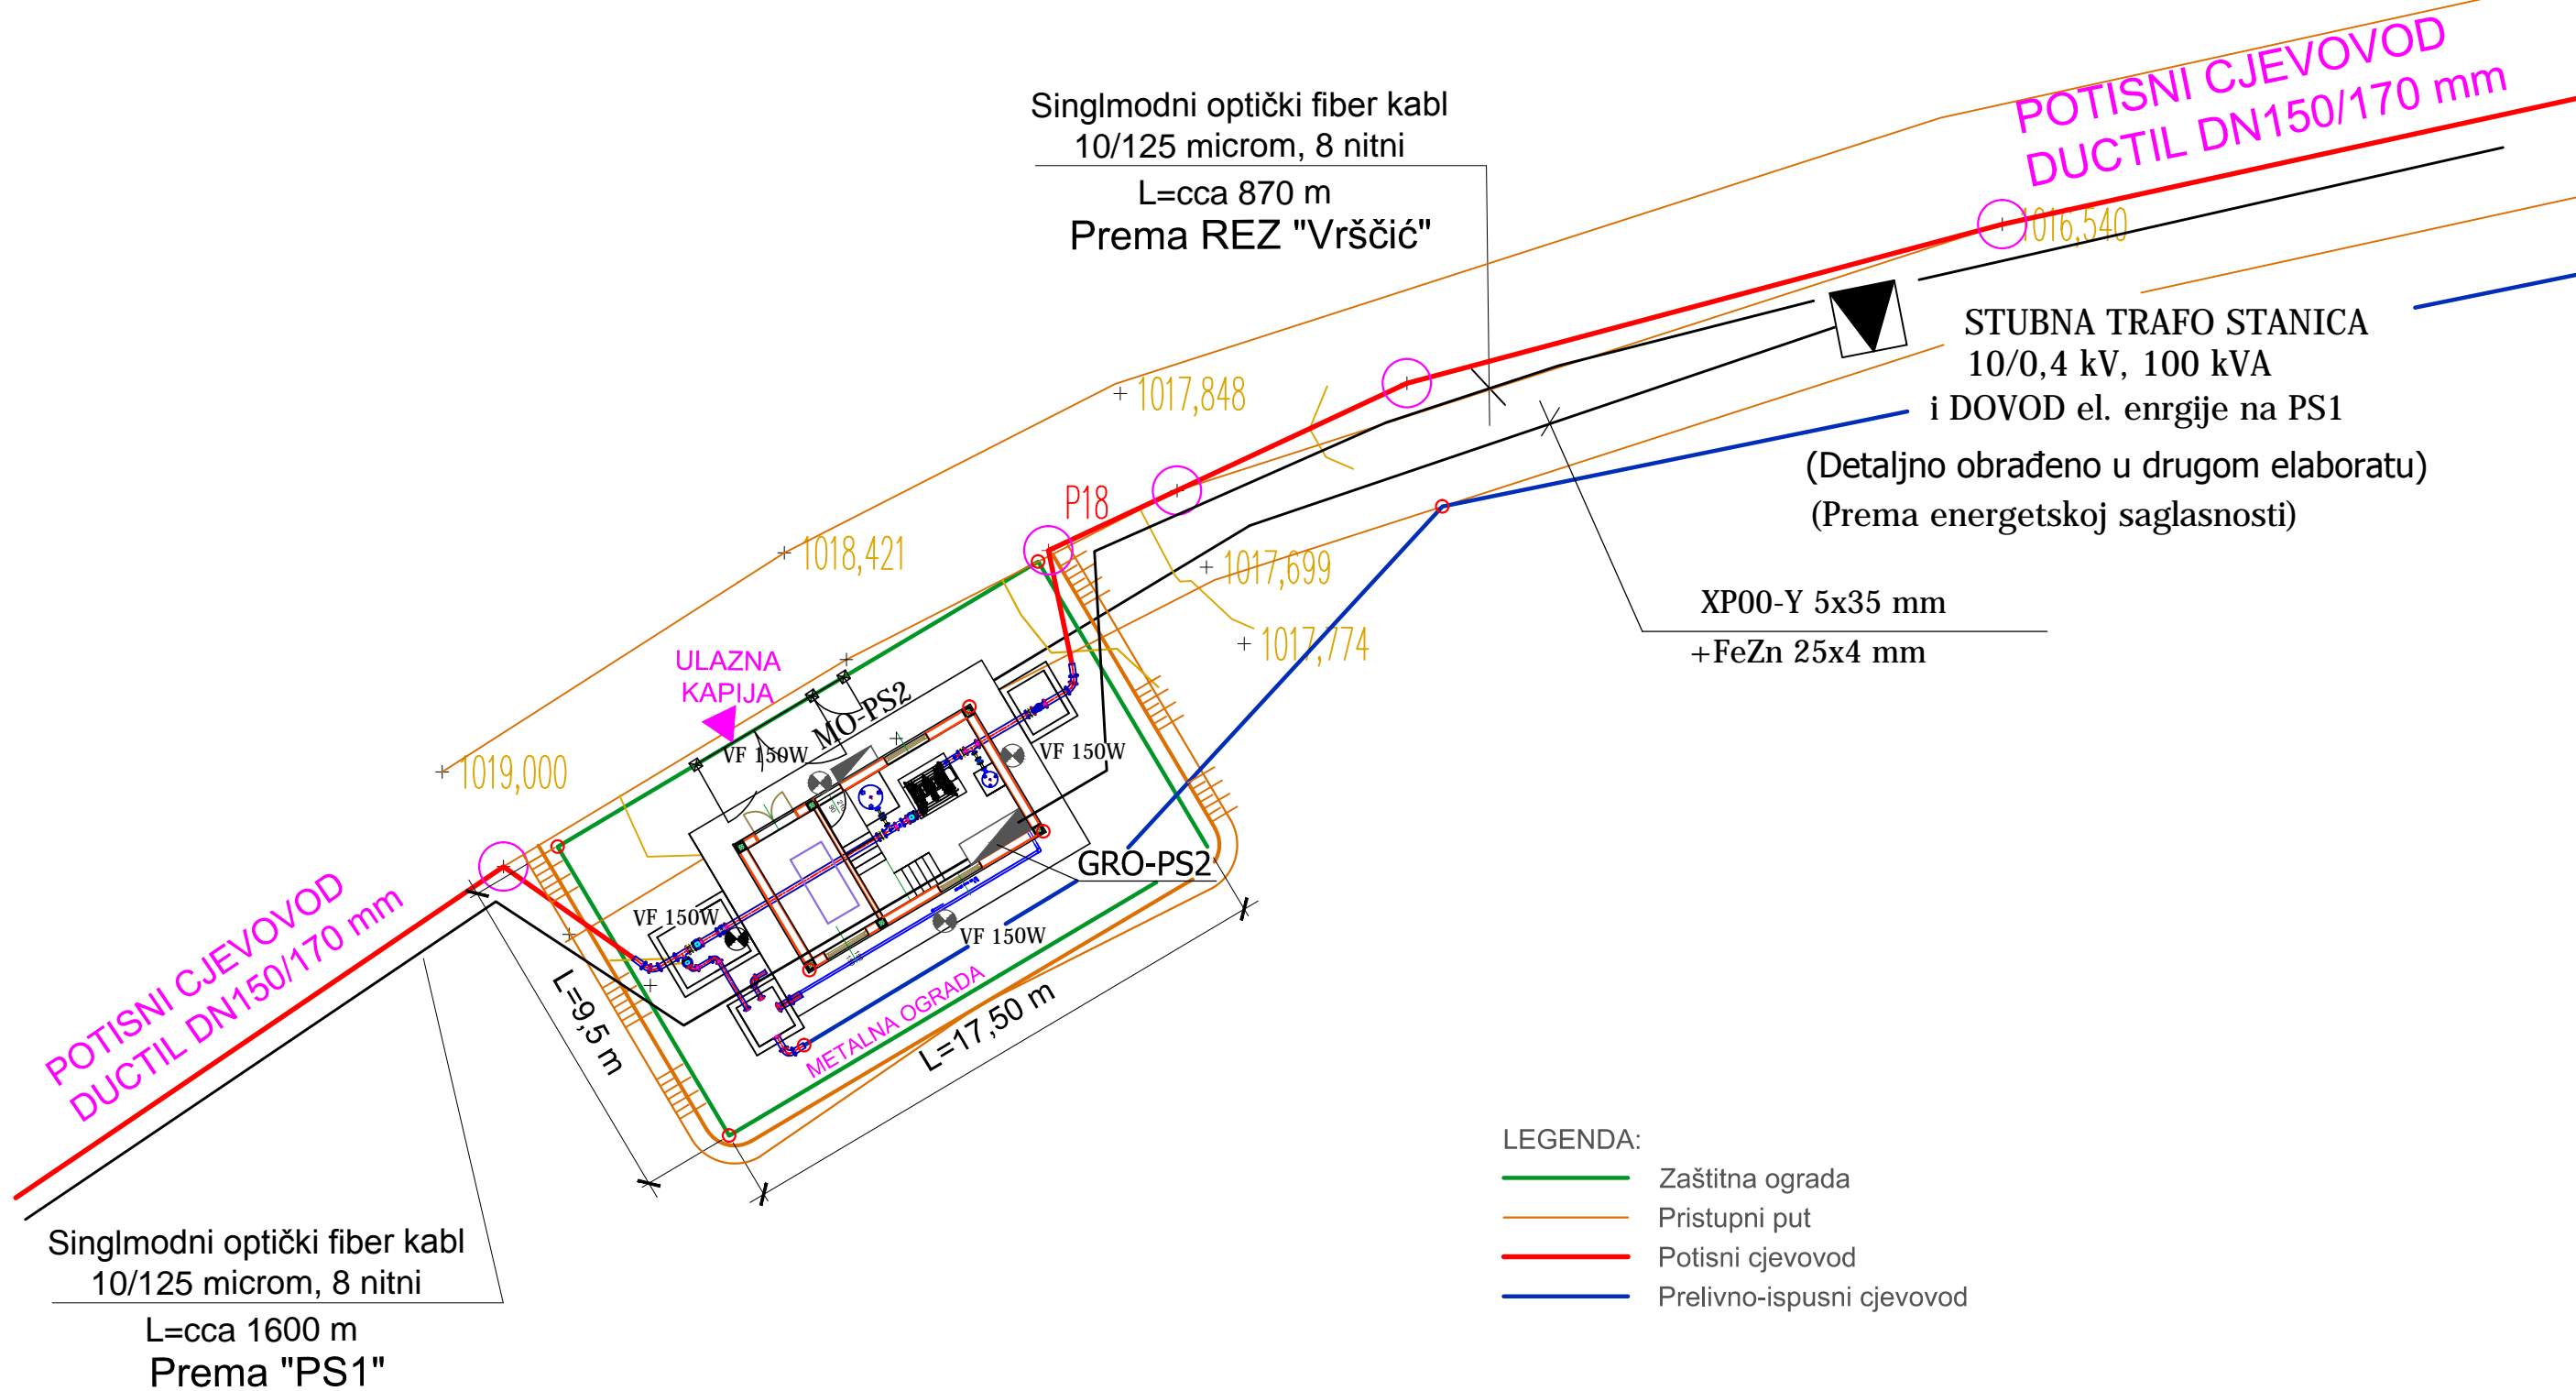 POTISNI CJEVOVOD
DUCTIL DN150/170 mm
Singlmodni optički fiber kabl
10/125 microm, 8 nitni
L=cca 870 m
Prema REZ "Vrščić"
1016,540
STUBNA TRAFO STANICA
10/0,4 kV, 100 kVA
i DOVOD el. enrgije na PS1
(Detaljno obrađeno u drugom elaboratu)
(Prema energetskoj saglasnosti)
1017,848
P18
1018,421
1017,699
1017,774
XP00-Y 5x35 mm
+FeZn 25x4 mm
ULAZNA
KAPIJA
MO-PS2
VF 150W
VF 150W
1019,000
GRO-PS2
VF 150W
VF 150W
METALNA OGRADA
L=9,5 m
L=17,50 m
POTISNI CJEVOVOD
DUCTIL DN150/170 mm
Singlmodni optički fiber kabl
10/125 microm, 8 nitni
L=cca 1600 m
Prema "PS1"
LEGENDA:
Zaštitna ograda
Pristupni put
Potisni cjevovod
Prelivno-ispusni cjevovod